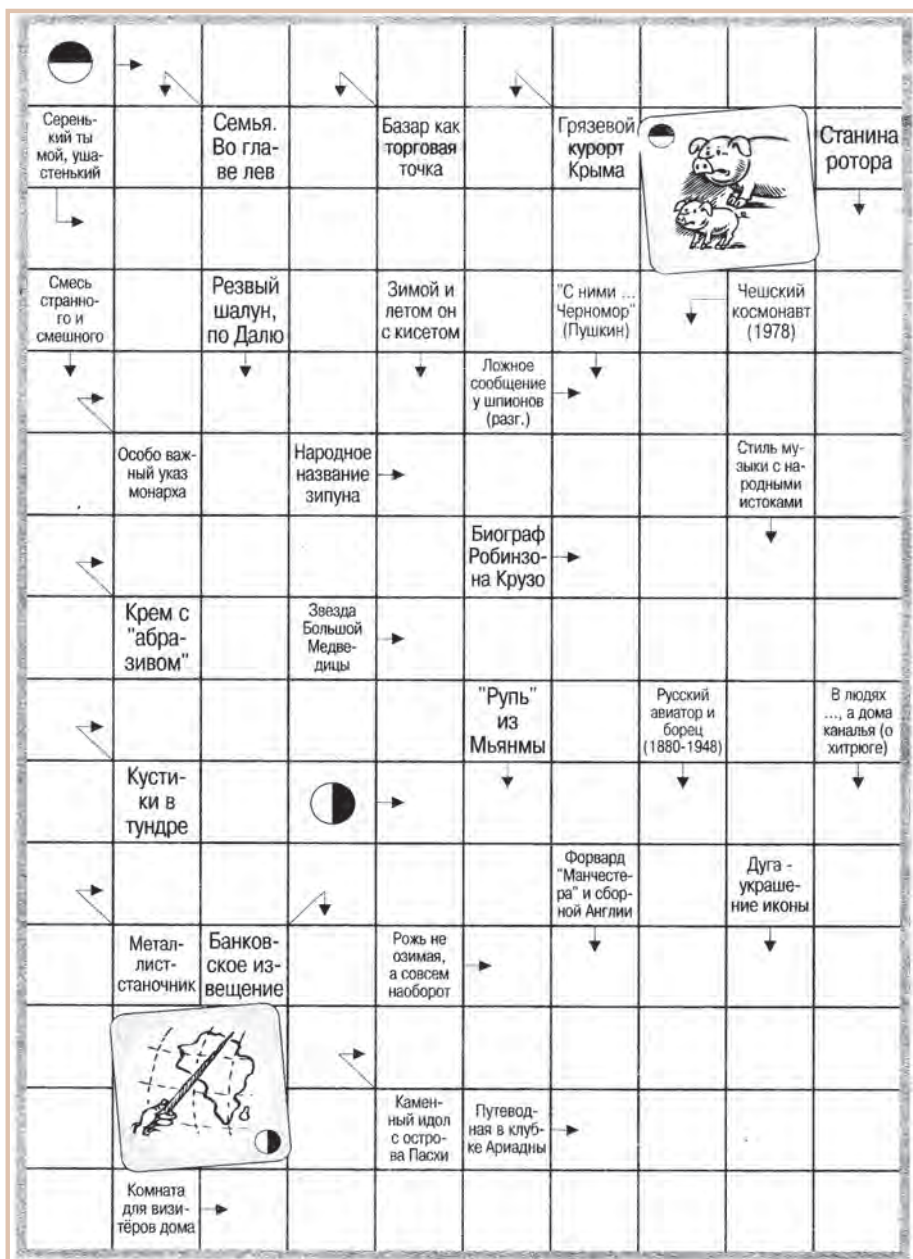 Серень-
кий ты
мой, уша-
стенький
Семья.
Во гла-
ве лев
Базар как
торговая
точка
Грязевой
курорт
Крыма
Станина
ротора
Смесь
странно-
го и
смешного
Резвый
шалун,
по Далю
Зимой и
летом он
с кисетом
"С ними ...
Черномор"
(Пушкин)
Чешский
космонавт
(1978)
Ложное
сообщение
у шпионов
(разг.)
Особо важ-
ный указ
монарха
Народное
название
зипуна
Стиль му-
зыки с на-
родными
истоками
Биограф
Робинзо-
на Крузо
Крем с
"абра-
зивом"
Звезда
Большой
Медве-
дицы
"Рупь"
из
Мьянмы
Русский
авиатор и
борец
(1880-1948)
В людях
..., а дома
каналья (о
хитрюге)
Кусти-
ки в
тундре
Форвард
"Манчесте-
ра" и сбор-
ной Англии
Дуга -
украше-
ние иконы
Метал-
лист-
станочник
Банков-
ское из-
вещение
Рожь не
озимая,
а совсем
наоборот
Камен-
ный идол
с остро-
ва Пасхи
Путевод-
ная в клуб-
ке Ариадны
Комната
для визи-
тёров дома